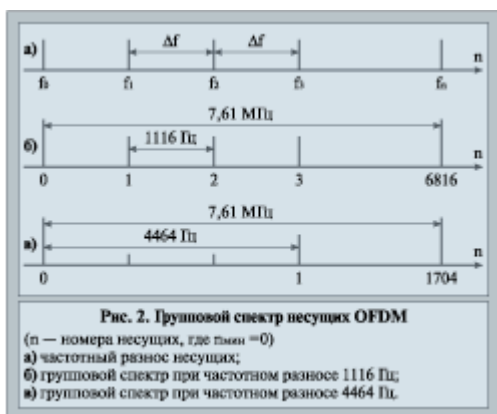 а)
Δf Δf
n
f₀ f₁ f₂ f₃ fₙ
7,61 МГц
б)
1116 Гц
n
0 1 2 3 6816
7,61 МГц
в)
4464 Гц
n
0 1 1704
Рис. 2. Групповой спектр несущих OFDM
(n — номера несущих, где nмин =0)
а) частотный разнос несущих;
б) групповой спектр при частотном разносе 1116 Гц;
в) групповой спектр при частотном разносе 4464 Гц.